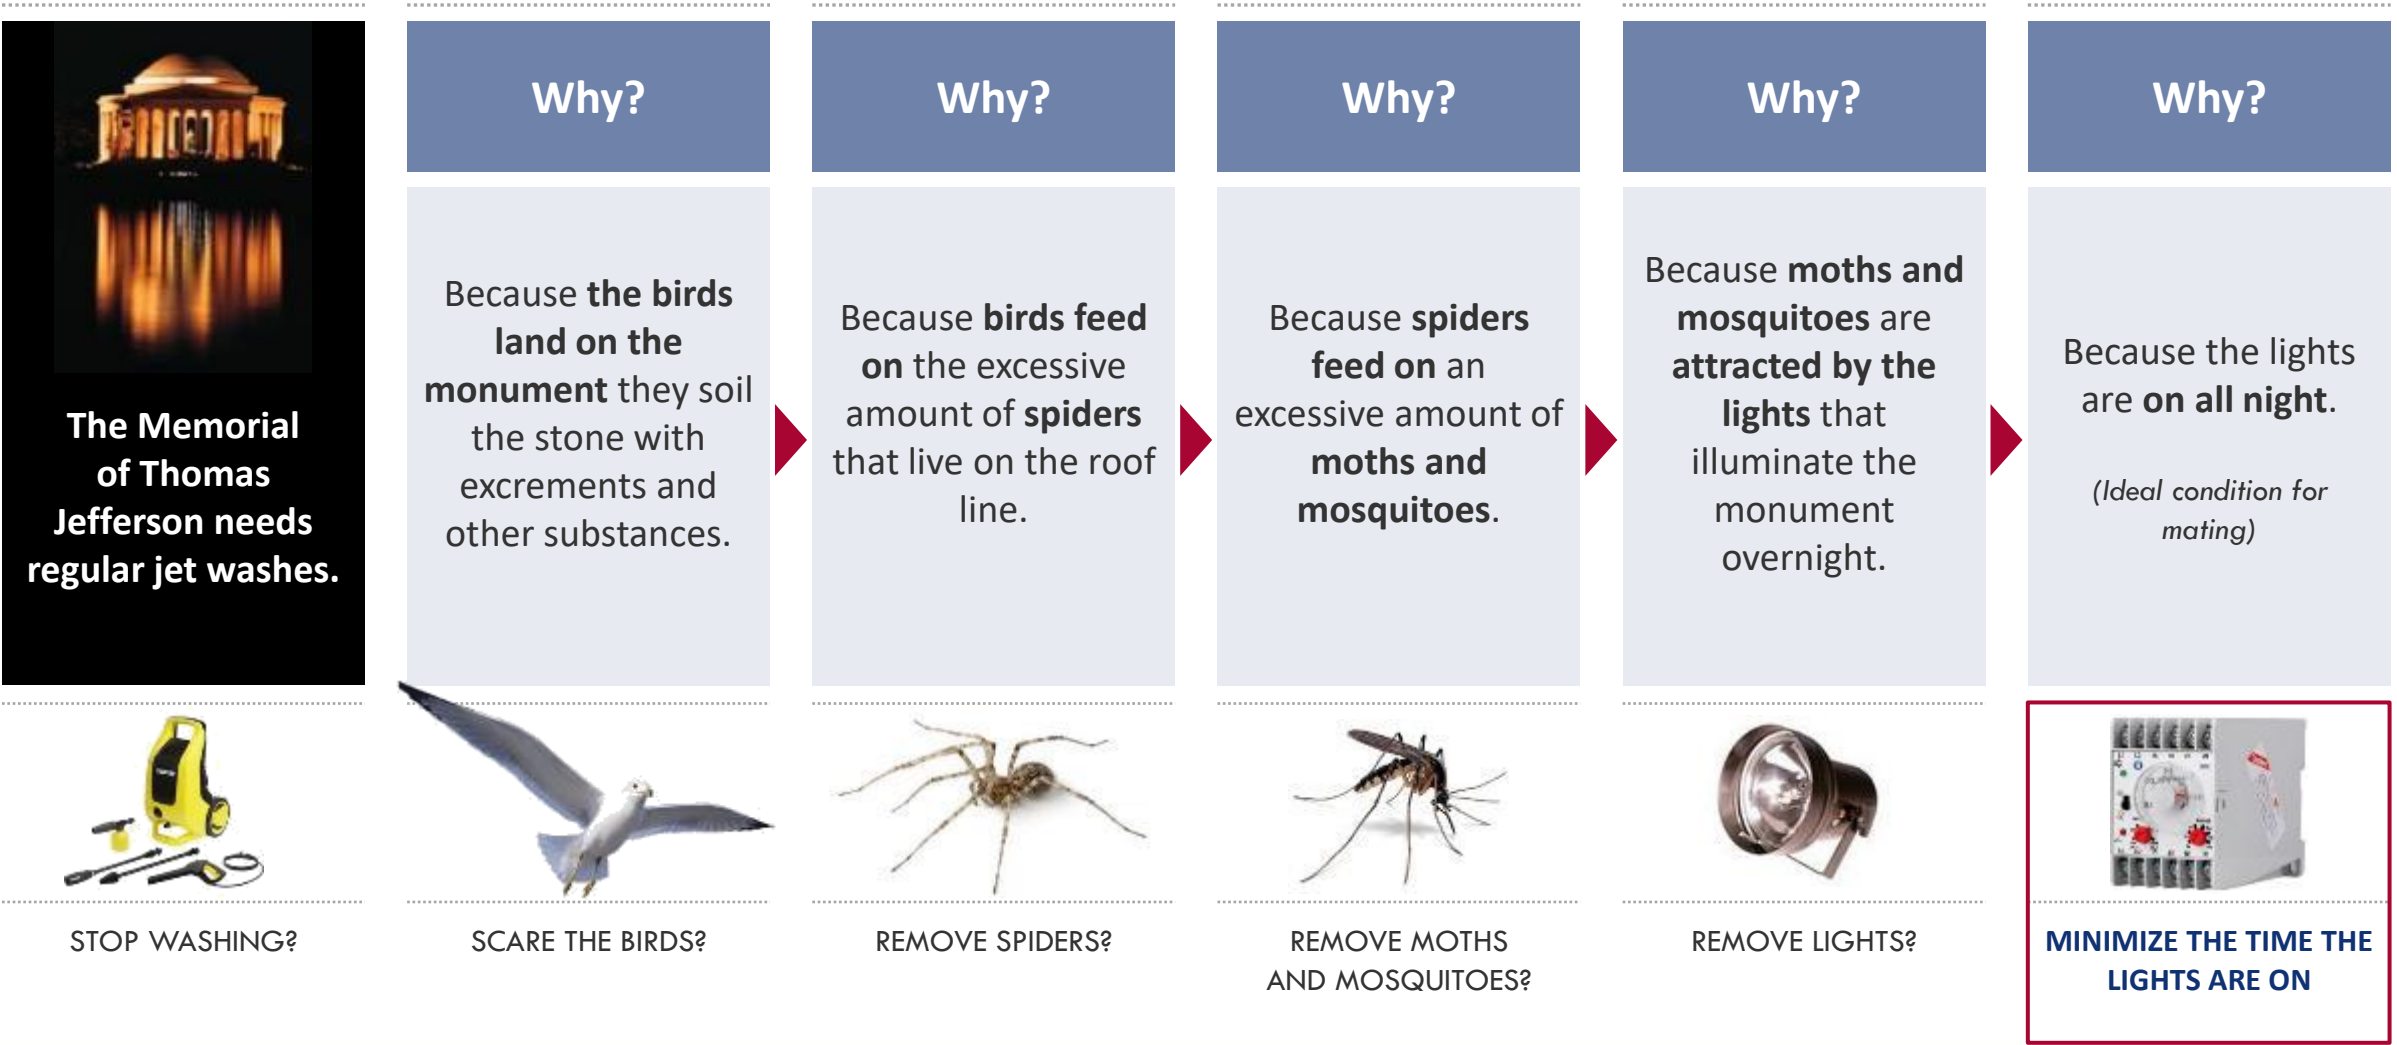 The Memorial
of Thomas
Jefferson needs
regular jet washes.
STOP WASHING?
Why?
Because the birds
land on the
monument they soil
the stone with
excrements and
other substances.
SCARE THE BIRDS?
Why?
Because birds feed
on the excessive
amount of spiders
that live on the roof
line.
REMOVE SPIDERS?
Why?
Because spiders
feed on an
excessive amount of
moths and
mosquitoes.
REMOVE MOTHS
AND MOSQUITOES?
Why?
Because moths and
mosquitoes are
attracted by the
lights that
illuminate the
monument
overnight.
REMOVE LIGHTS?
Why?
Because the lights
are on all night.
(Ideal condition for
mating)
MINIMIZE THE TIME THE
LIGHTS ARE ON